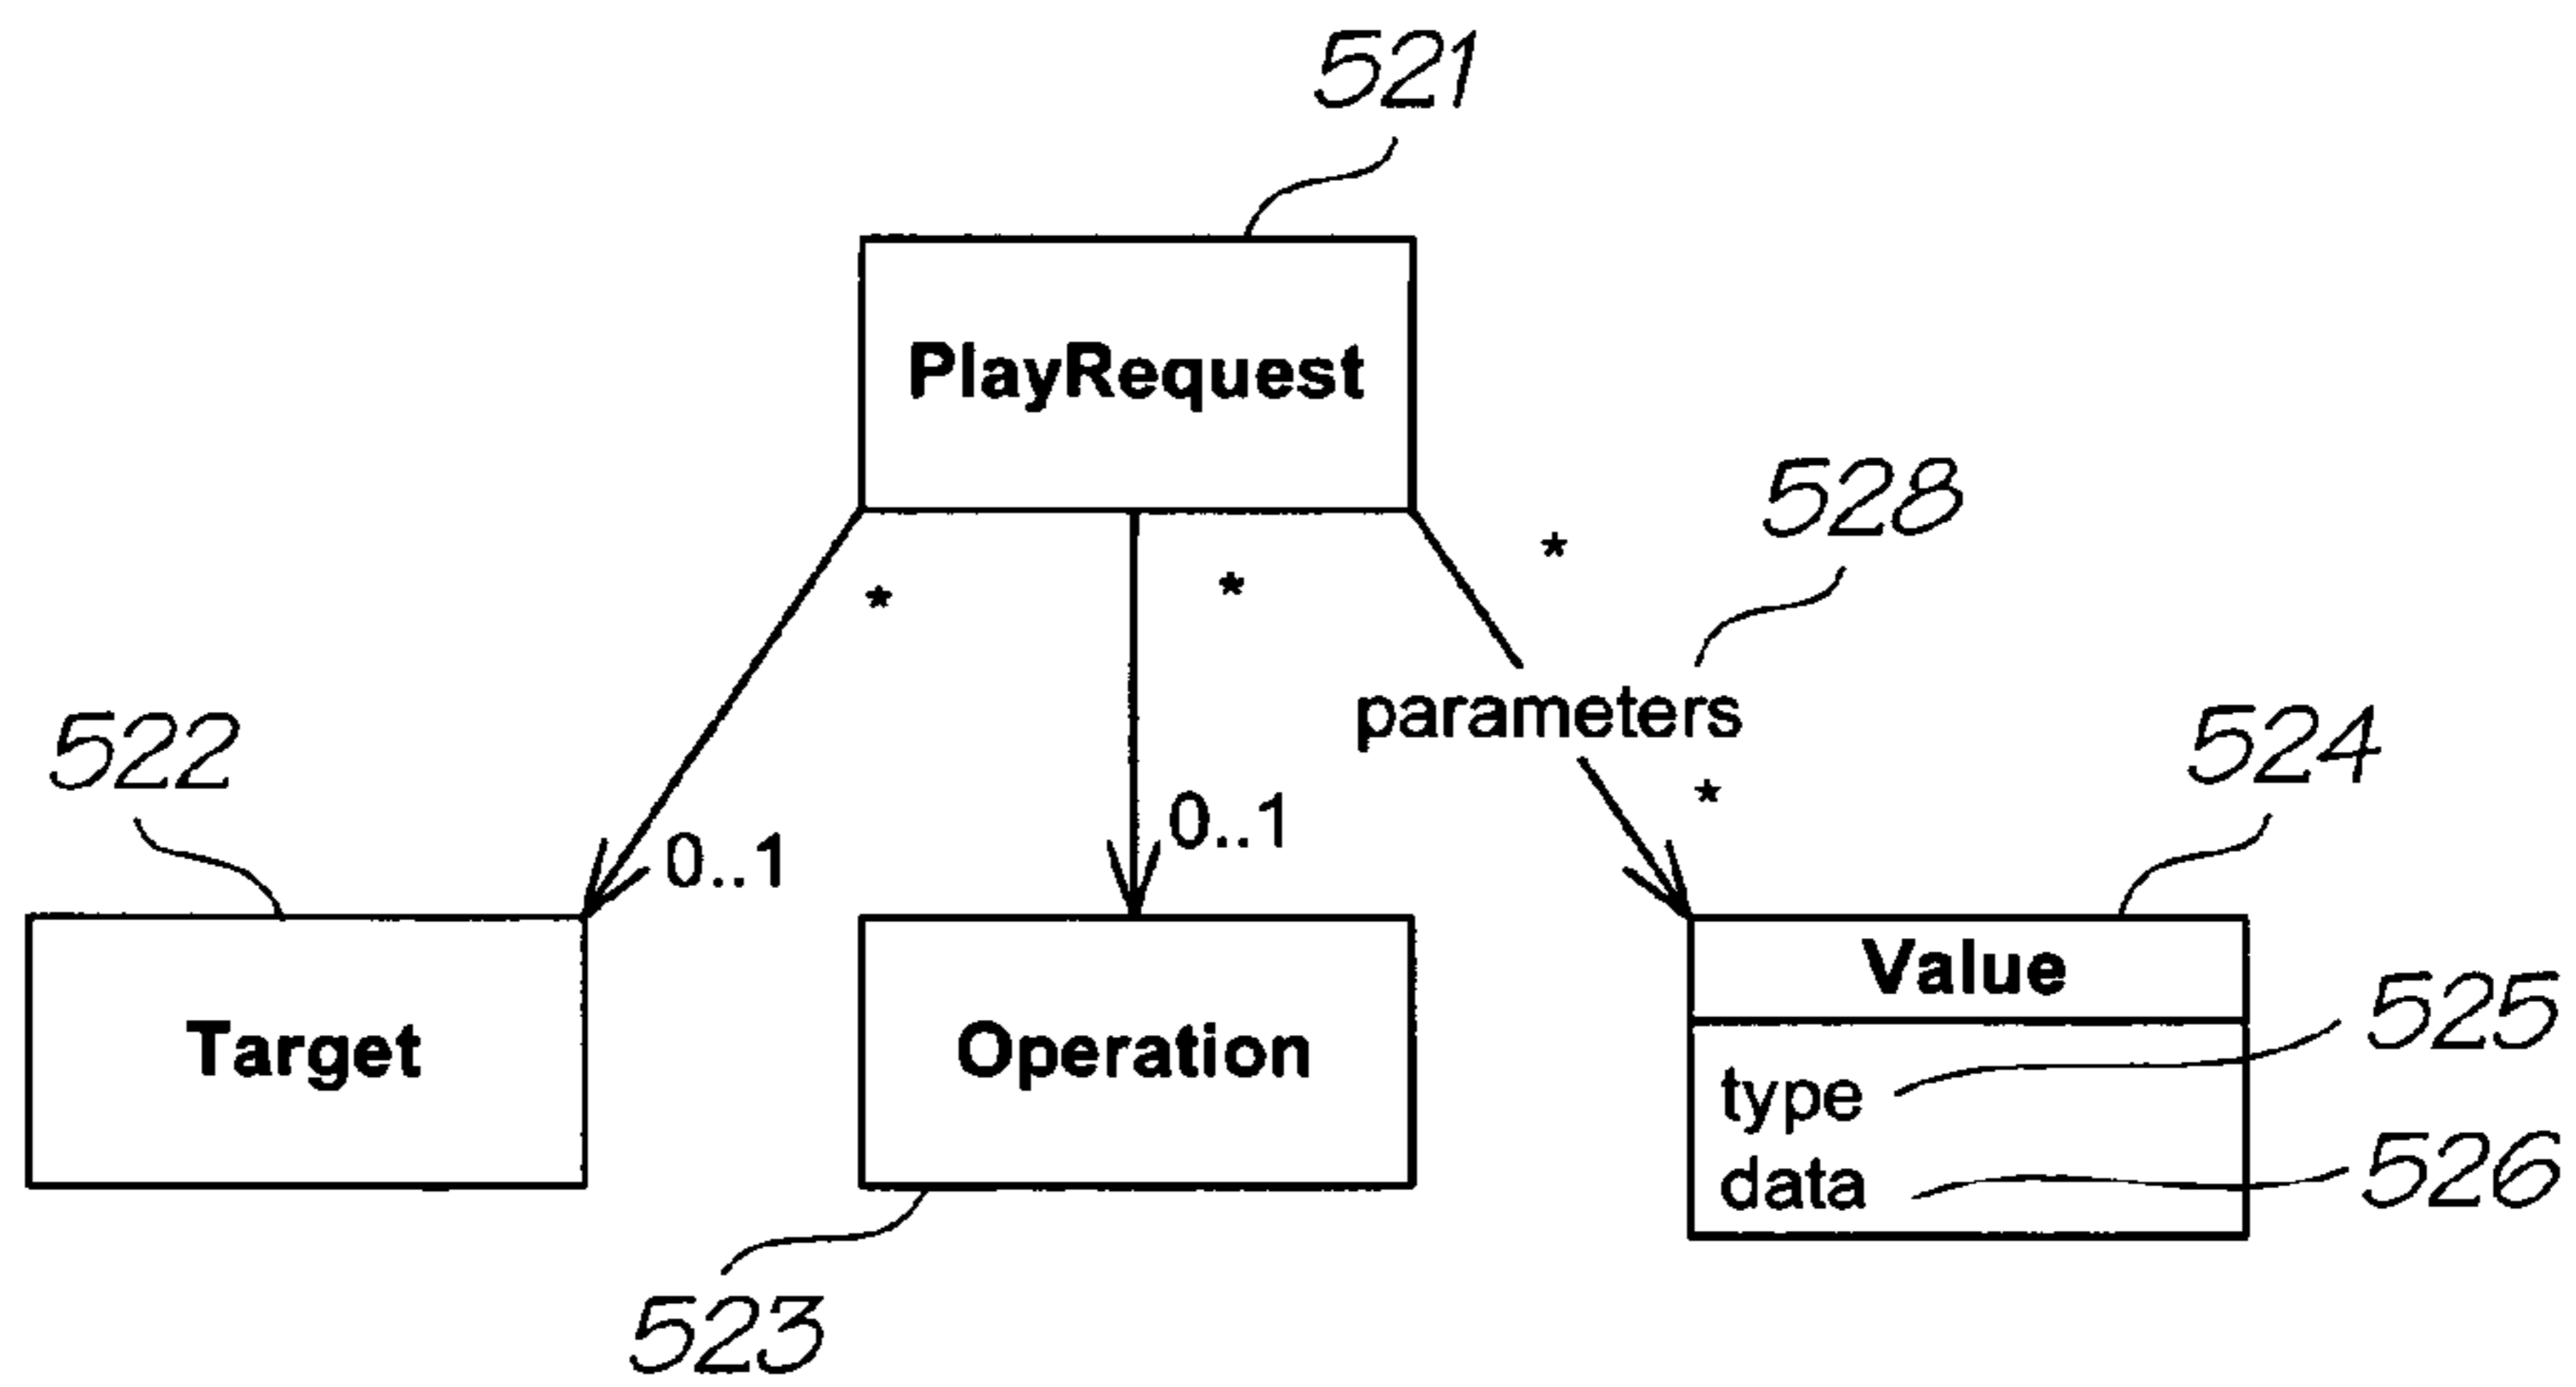 521
PlayRequest
528
*
*
*
parameters
522
524
*
0..1
0..1
Value
525
Target
Operation
type
data
526
523